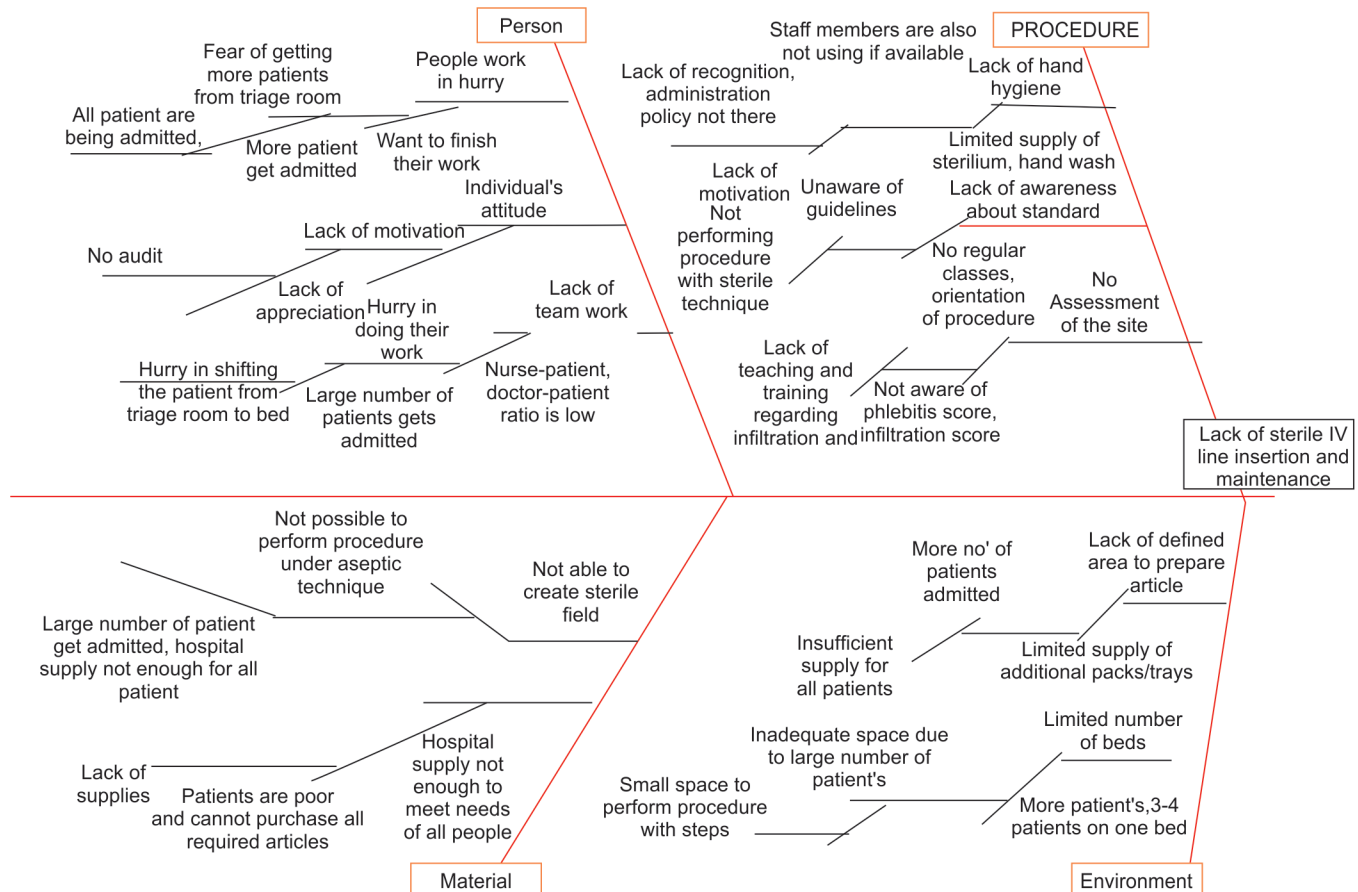 Person
People work
in hurry
Want to finish
their work
Fear of getting
more patients
from triage room
More patient
get admitted
All patient are
being admitted,
Individual's
attitude
Lack of motivation
Lack of
appreciation
No audit
Lack of
team work
Nurse-patient,
doctor-patient
ratio is low
Hurry in
doing their
work
Large number of
patients gets
admitted
Hurry in shifting
the patient from
triage room to bed
PROCEDURE
Lack of hand
hygiene
Staff members are also
not using if available
Limited supply of
sterilium, hand wash
Lack of recognition,
administration
policy not there
Lack of
motivation
Lack of awareness
about standard
Unaware of
guidelines
Not
performing
procedure
with sterile
technique
No regular
classes,
orientation
of procedure
No
Assessment
of the site
Not aware of
phlebitis score,
infiltration score
Lack of
teaching and
training
regarding
infiltration and
Lack of sterile IV
line insertion and
maintenance
Not possible to
perform procedure
under aseptic
technique
Not able to
create sterile
field
Large number of patient
get admitted, hospital
supply not enough for all
patient
Hospital
supply not
enough to
meet needs
of all people
Lack of
supplies
Patients are poor
and cannot purchase all
required articles
Material
Lack of defined
area to prepare
article
More no' of
patients
admitted
Limited supply of
additional packs/trays
Insufficient
supply for
all patients
Limited number
of beds
Inadequate space due
to large number of
patient's
More patient's,3-4
patients on one bed
Small space to
perform procedure
with steps
Environment